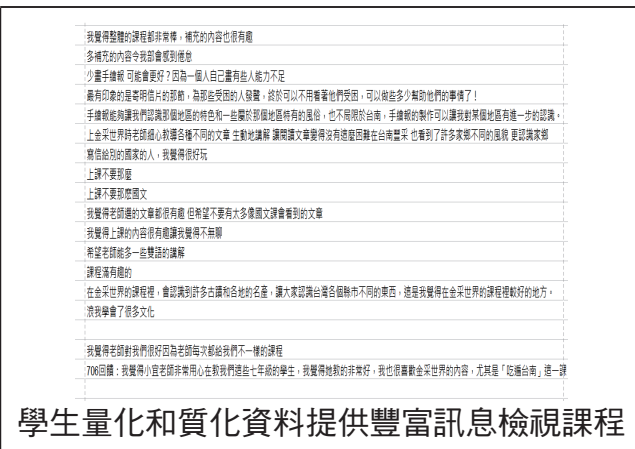 我覺得整體的課程都非常棒，補充的內容也很有趣
多補充的內容令我部會感到倦怠
少畫手繪報 可能會更好？因為一個人自己畫有些人能力不足
最有印象的是寄明信片的那節，為那些受困的人發聲，終於可以不用看著他們受困，可以做些多少幫助他們的事情了！
手繪報能夠讓我們認識那個地區的特色和一些關於那個地區特有的風俗，也不局限於台南，手繪報的製作可以讓我對某個地區有進一步的認識。
上金采世界時老師細心教導各種不同的文章 生動地講解 讓閱讀文章變得沒有這麼困難在台南豐采 也看到了許多家鄉不同的風貌 更認識家鄉
寫信給別的國家的人，我覺得很好玩
上課不要那麼
上課不要那麼國文
我覺得老師選的文章都很有趣 但希望不要有太多像國文課會看到的文章
我覺得上課的內容很有趣讓我覺得不無聊
希望老師能多一些雙語的講解
課程滿有趣的
在金采世界的課程裡，會認識到許多古蹟和各地的名產，讓大家認識台灣各個縣市不同的東西，這是我覺得在金采世界的課程裡較好的地方。
浪我學會了很多文化
我覺得老師對我們很好因為老師每次都給我們不一樣的課程
706回饋：我覺得小宜老師非常用心在教我們這些七年級的學生，我覺得她教的非常好，我也很喜歡金采世界的內容，尤其是「吃遍台南」這一課
學生量化和質化資料提供豐富訊息檢視課程